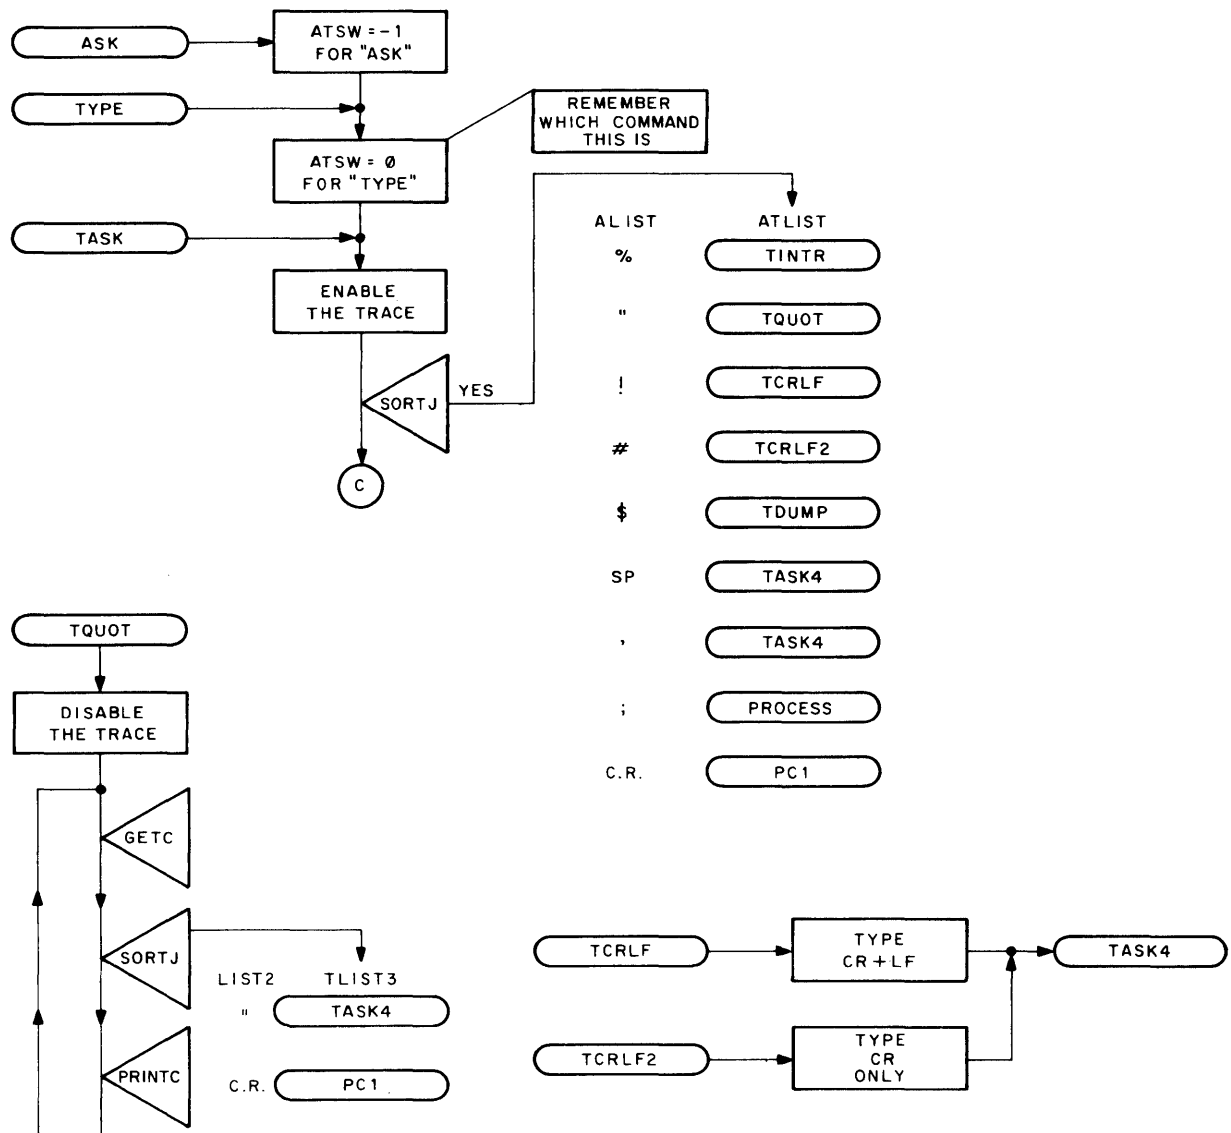 ASK
ATSW = -1
FOR "ASK"
TYPE
REMEMBER
WHICH COMMAND
THIS IS
ATSW = Ø
FOR "TYPE"
TASK
ENABLE
THE TRACE
SORTJ
YES
C
ALIST
ATLIST
%
TINTR
"
TQUOT
!
TCRLF
#
TCRLF2
$
TDUMP
SP
TASK4
,
TASK4
;
PROCESS
C.R.
PC1
TQUOT
DISABLE
THE TRACE
GETC
SORTJ
LIST2
TLIST3
"
TASK4
PRINTC
C.R.
PC1
TCRLF
TYPE
CR+LF
TASK4
TCRLF2
TYPE
CR
ONLY